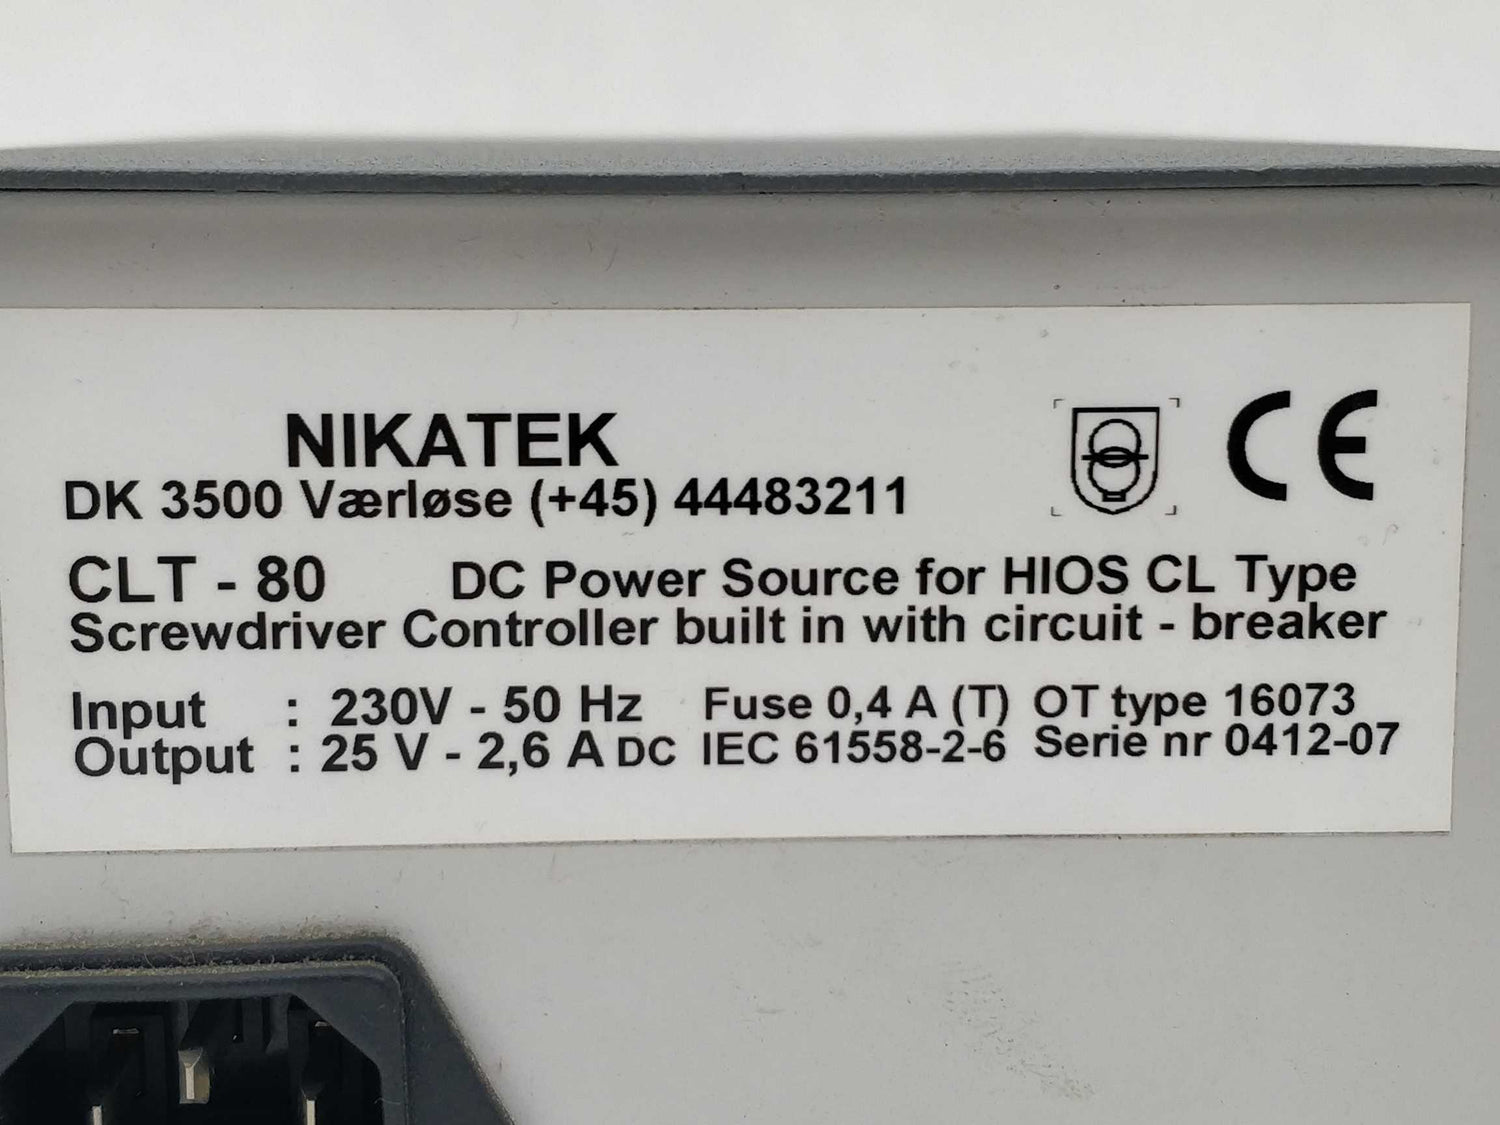 NIKATEK
DK 3500 Værløse (+45) 44483211
CE
CLT - 80 DC Power Source for HIOS CL Type
Screwdriver Controller built in with circuit - breaker
Input : 230V - 50 Hz Fuse 0,4 A (T) OT type 16073
Output : 25 V - 2,6 A DC IEC 61558-2-6 Serie nr 0412-07